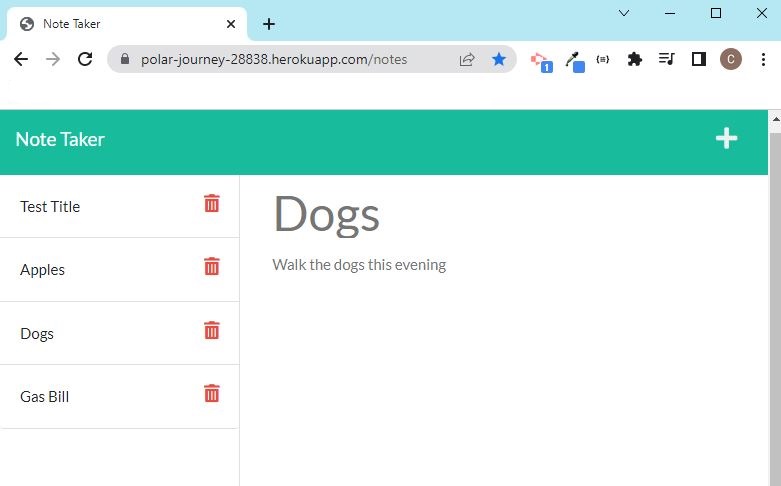 Note Taker
polar-journey-28838.herokuapp.com/notes
1
C
Note Taker
Test Title
Apples
Dogs
Gas Bill
Dogs
Walk the dogs this evening